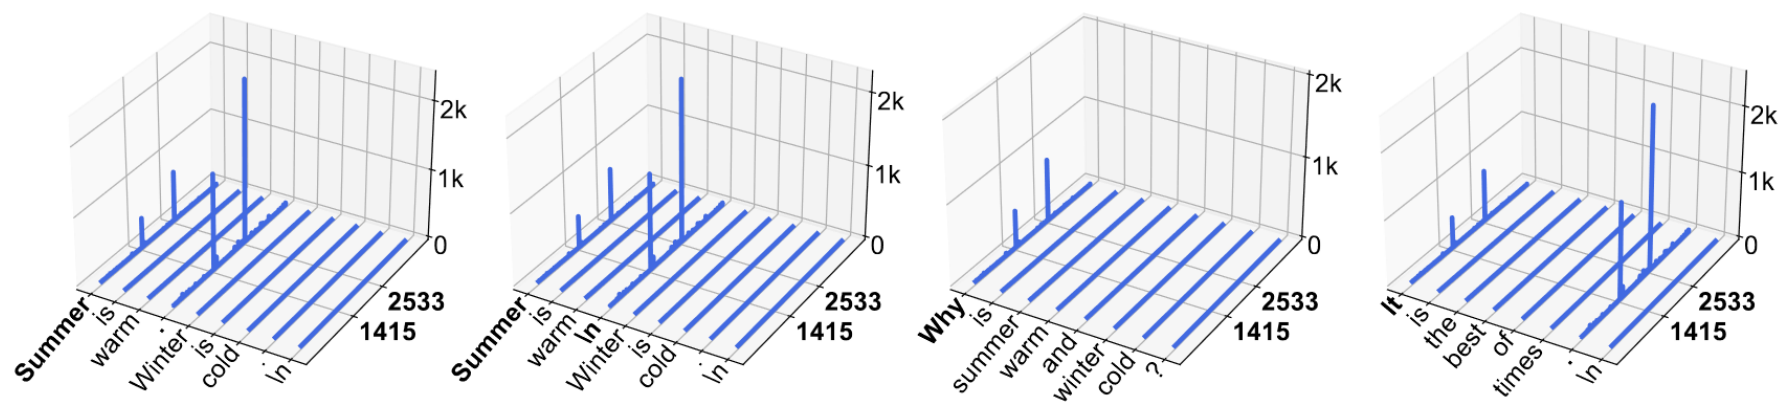 2k
1k
0
2533
1415
Summer
is
warm
.
Winter
is
cold
.
\n
2k
1k
0
2533
1415
Summer
is
warm
\n
Winter
is
cold
.
\n
2k
1k
0
2533
1415
Why
is
summer
warm
and
winter
cold
?
2k
1k
0
2533
1415
It
is
the
best
of
times
.
\n